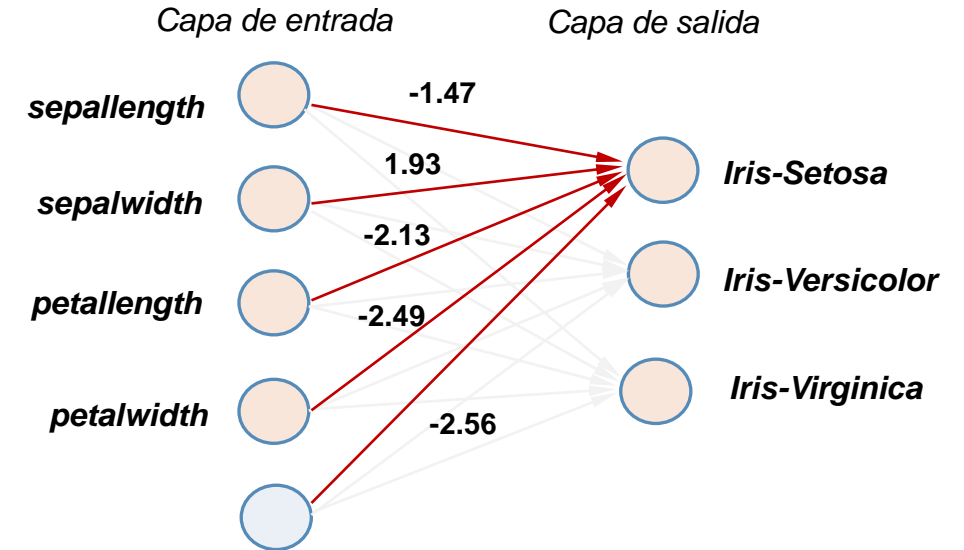 Capa de entrada
Capa de salida
sepallength
-1.47
sepalwidth
1.93
Iris-Setosa
-2.13
petallength
Iris-Versicolor
-2.49
petalwidth
Iris-Virginica
-2.56